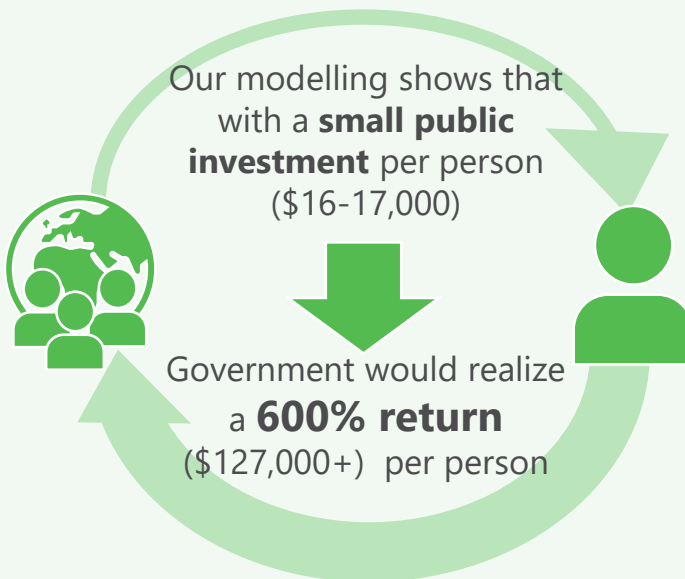 Our modelling shows that
with a small public
investment per person
($16-17,000)
Government would realize
a 600% return
($127,000+) per person